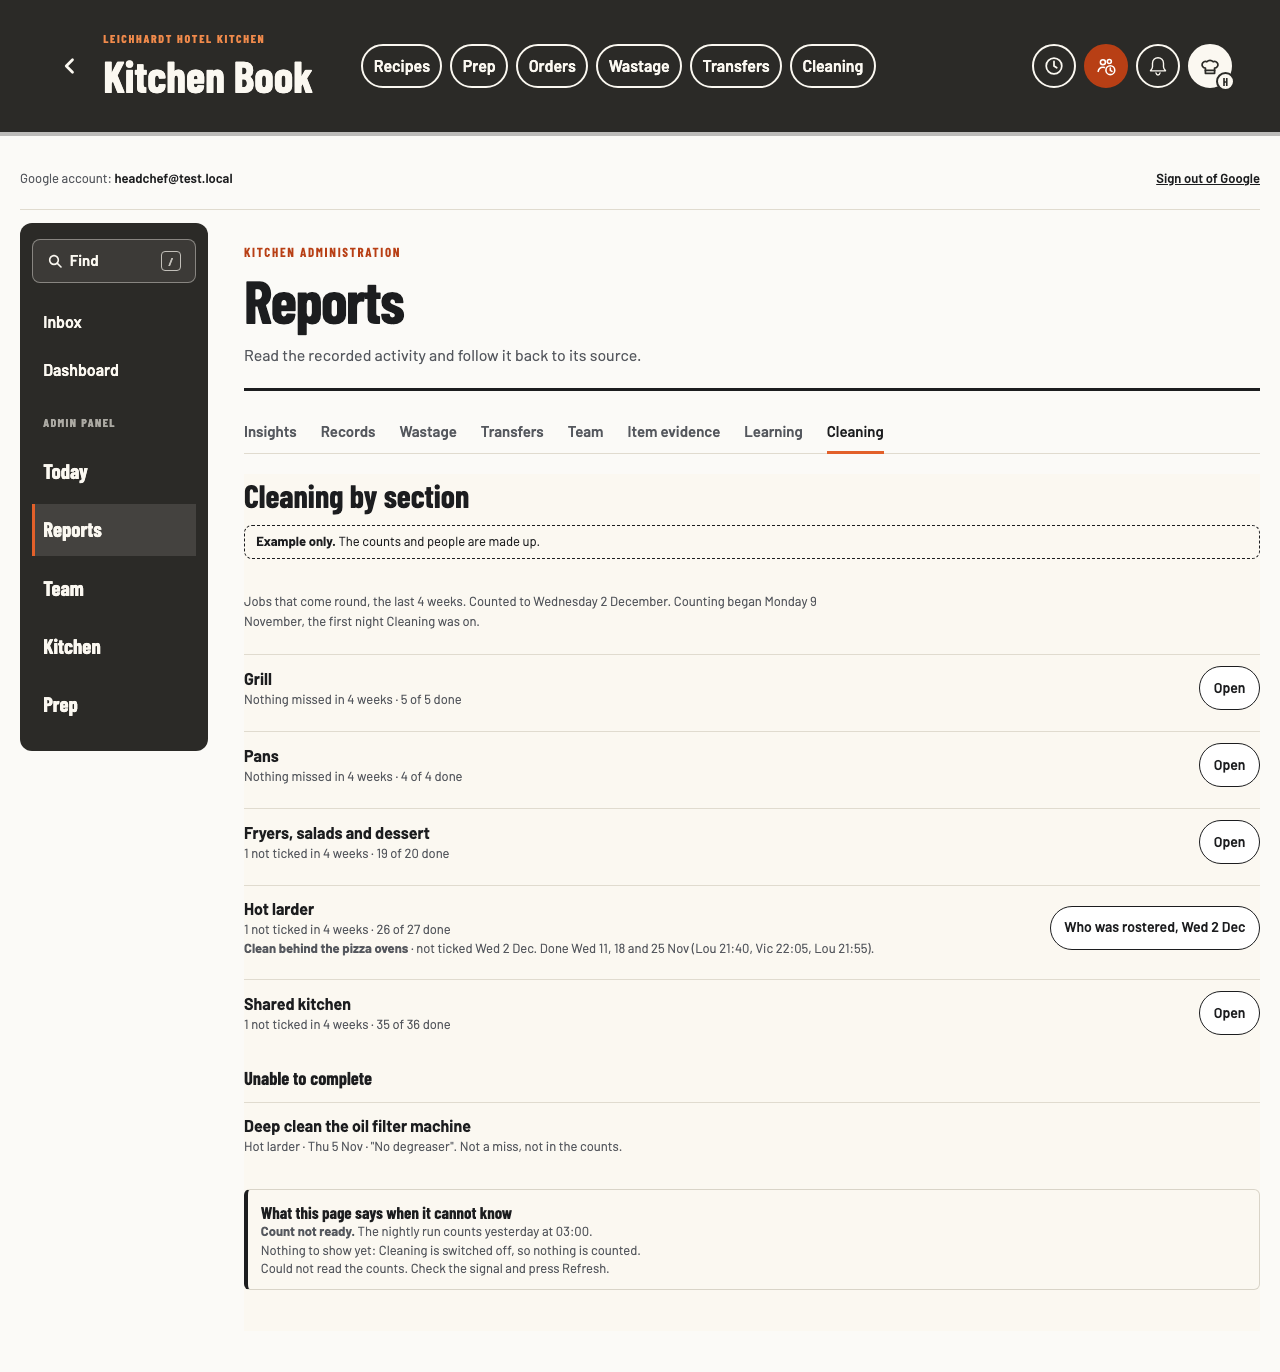 LEICHHARDT HOTEL KITCHEN
Kitchen Book
Recipes
Prep
Orders
Wastage
Transfers
Cleaning
H
Google account: headchef@test.local
Sign out of Google
Find
/
Inbox
Dashboard
ADMIN PANEL
Today
Reports
Team
Kitchen
Prep
KITCHEN ADMINISTRATION
Reports
Read the recorded activity and follow it back to its source.
Insights
Records
Wastage
Transfers
Team
Item evidence
Learning
Cleaning
Cleaning by section
Example only. The counts and people are made up.
Jobs that come round, the last 4 weeks. Counted to Wednesday 2 December. Counting began Monday 9
November, the first night Cleaning was on.
Grill
Nothing missed in 4 weeks · 5 of 5 done
Open
Pans
Nothing missed in 4 weeks · 4 of 4 done
Open
Fryers, salads and dessert
1 not ticked in 4 weeks · 19 of 20 done
Open
Hot larder
1 not ticked in 4 weeks · 26 of 27 done
Clean behind the pizza ovens · not ticked Wed 2 Dec. Done Wed 11, 18 and 25 Nov (Lou 21:40, Vic 22:05, Lou 21:55).
Who was rostered, Wed 2 Dec
Shared kitchen
1 not ticked in 4 weeks · 35 of 36 done
Open
Unable to complete
Deep clean the oil filter machine
Hot larder · Thu 5 Nov · "No degreaser". Not a miss, not in the counts.
What this page says when it cannot know
Count not ready. The nightly run counts yesterday at 03:00.
Nothing to show yet: Cleaning is switched off, so nothing is counted.
Could not read the counts. Check the signal and press Refresh.